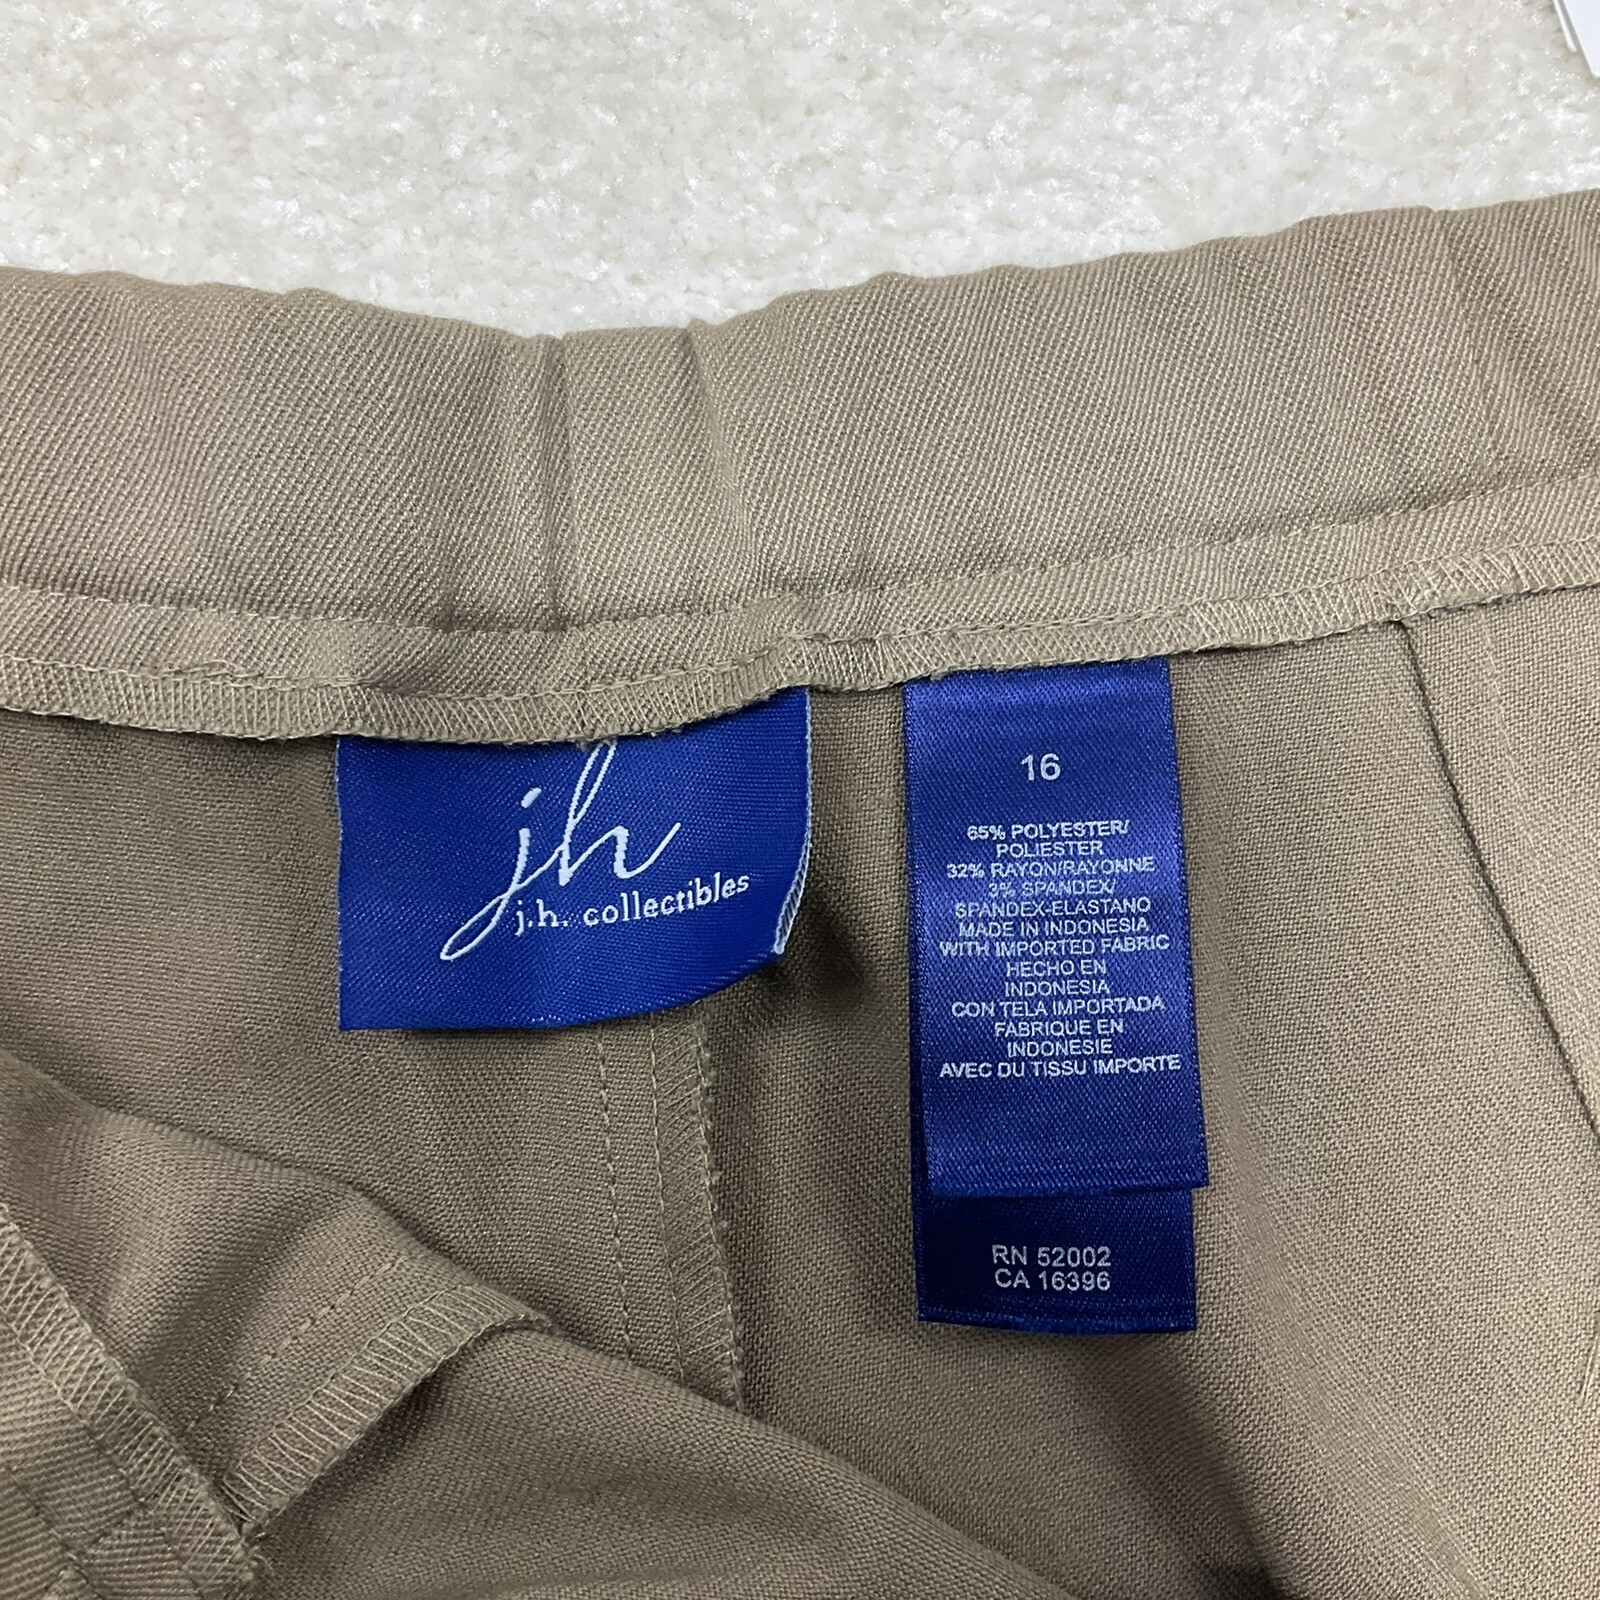 jh
j.h. collectibles
16
65% POLYESTER/
POLIESTER
32% RAYON/RAYONNE
3% SPANDEX/
SPANDEX-ELASTANO
MADE IN INDONESIA
WITH IMPORTED FABRIC
HECHO EN
INDONESIA
CON TELA IMPORTADA
FABRIQUE EN
INDONESIE
AVEC DU TISSU IMPORTE
RN 52002
CA 16396